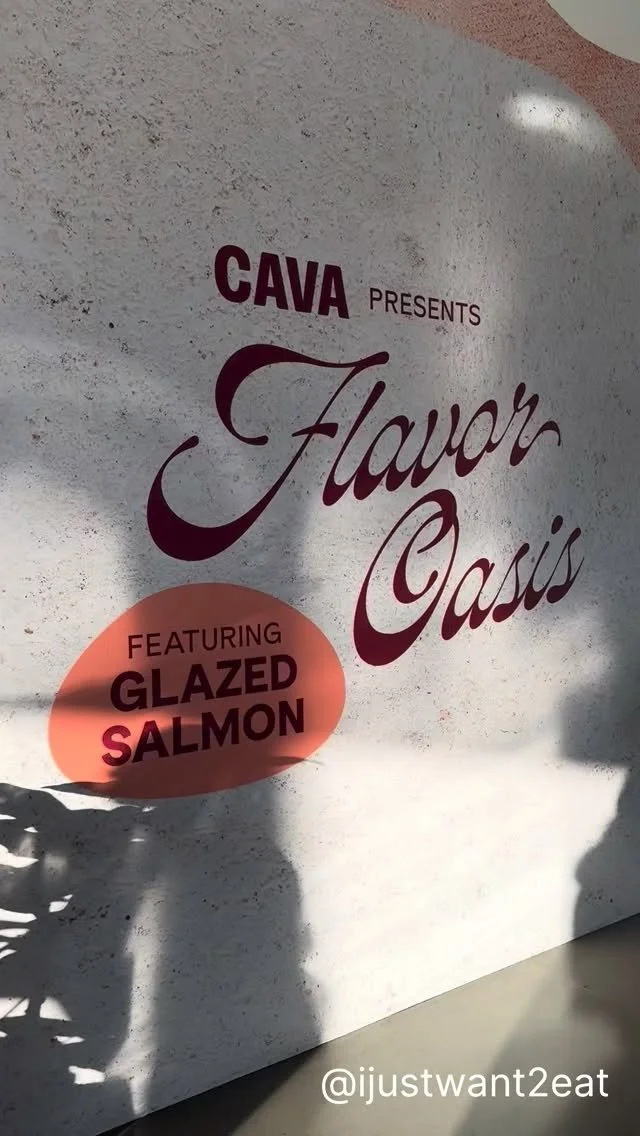 CAVA PRESENTS
Flavor
Oasis
FEATURING
GLAZED
SALMON
@ijustwant2eat